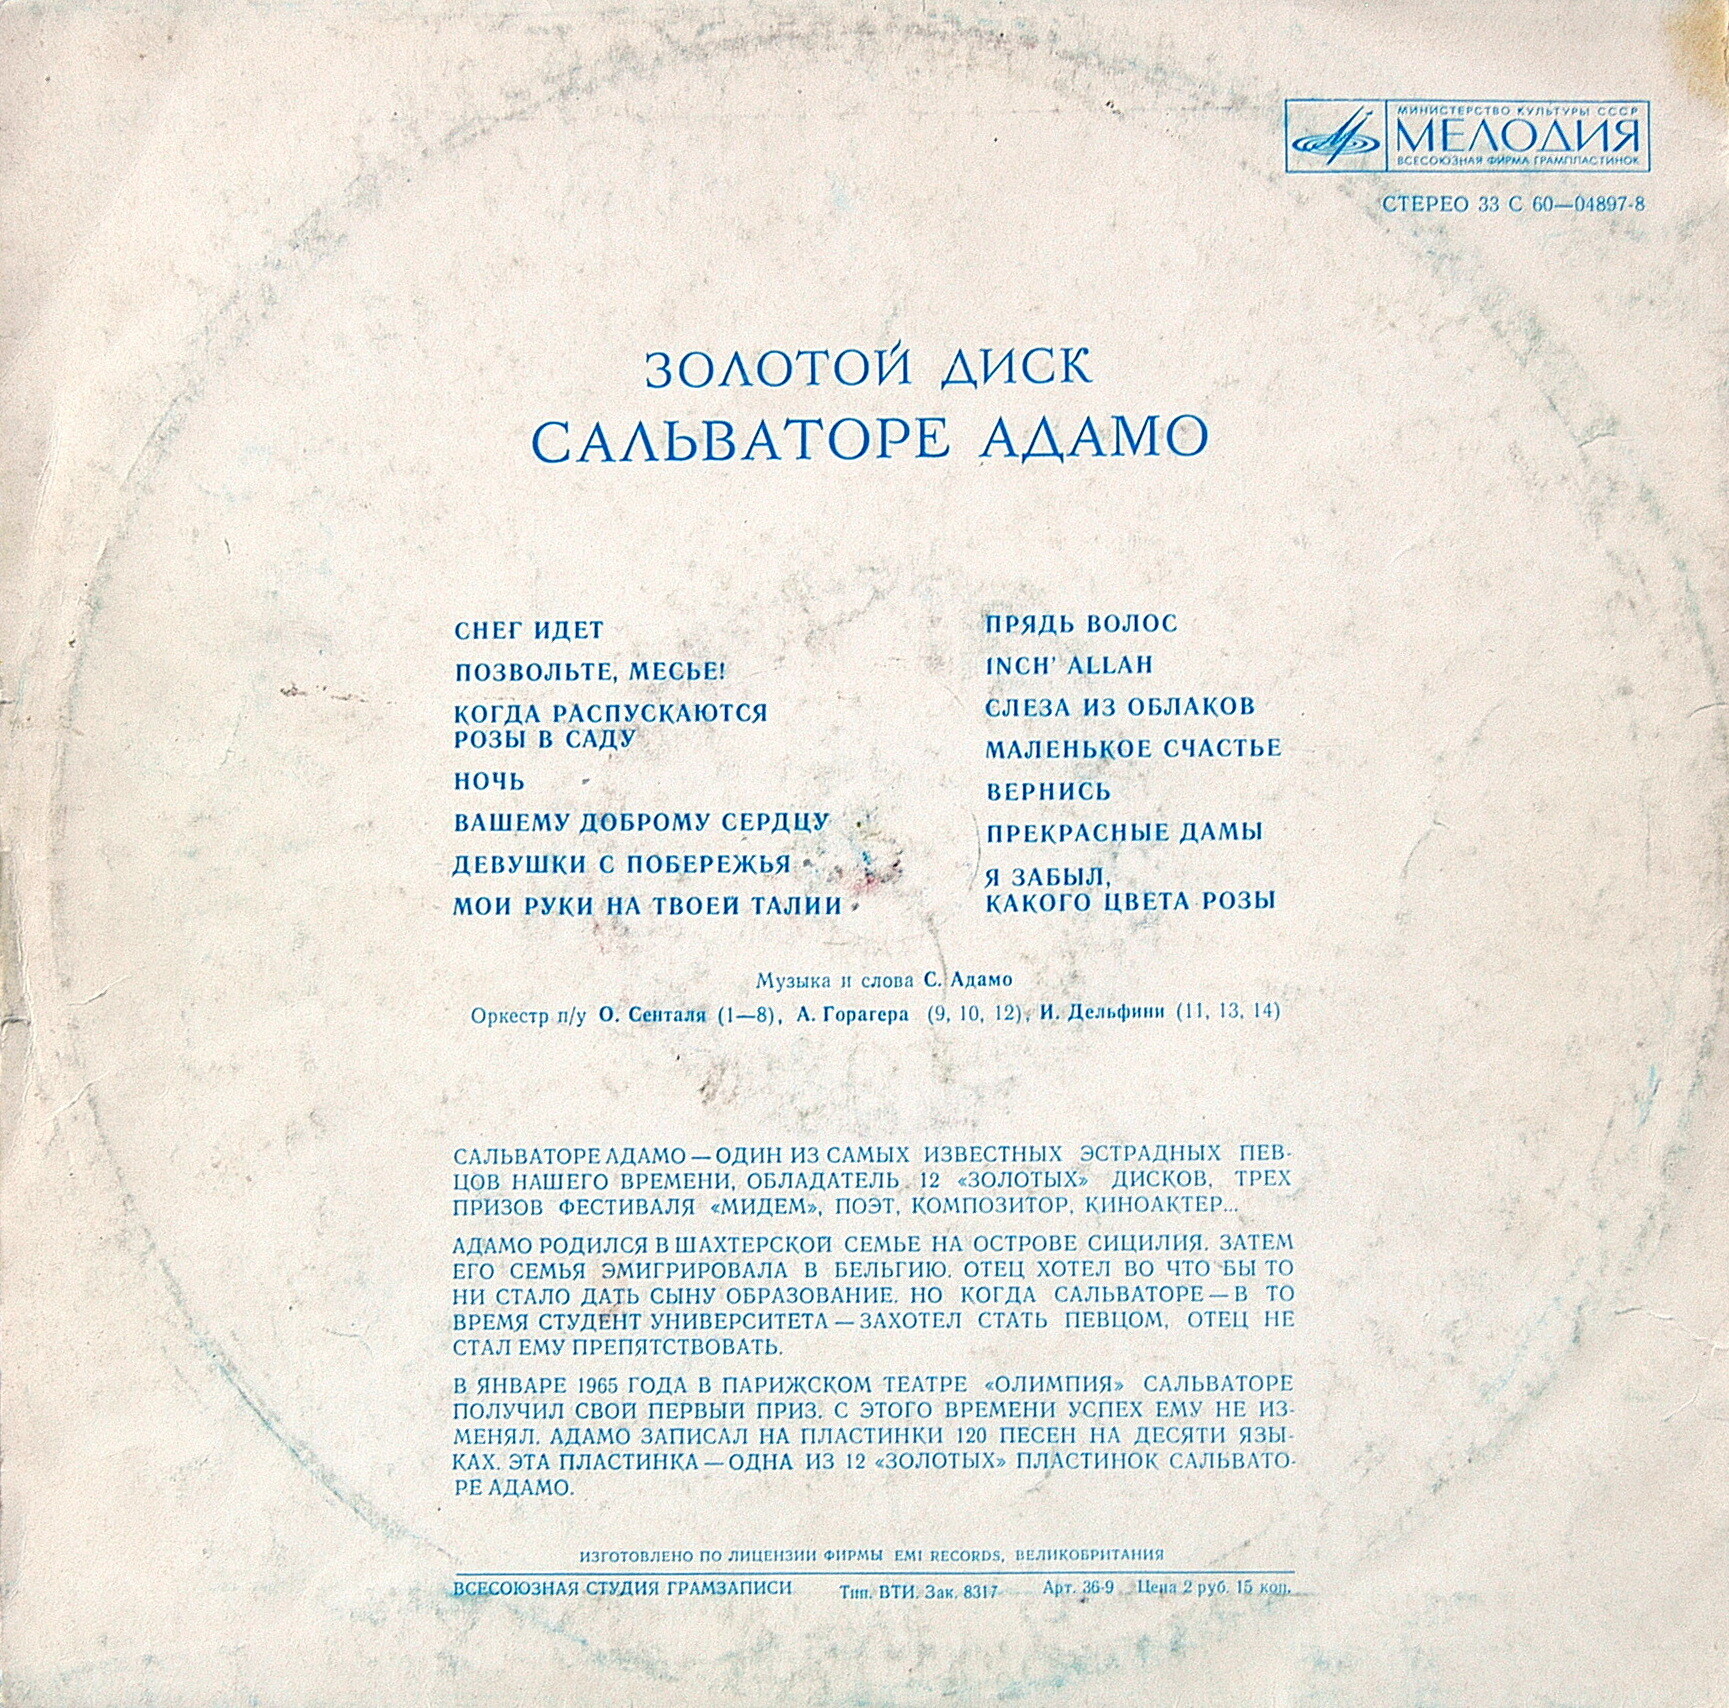 МИНИСТЕРСТВО КУЛЬТУРЫ СССР
МЕЛОДИЯ
ВСЕСОЮЗНАЯ ФИРМА ГРАМПЛАСТИНОК
СТЕРЕО 33 С 60—04897-8
ЗОЛОТОЙ ДИСК
САЛЬВАТОРЕ АДАМО
СНЕГ ИДЕТ
ПОЗВОЛЬТЕ, МЕСЬЕ!
КОГДА РАСПУСКАЮТСЯ
РОЗЫ В САДУ
НОЧЬ
ВАШЕМУ ДОБРОМУ СЕРДЦУ
ДЕВУШКИ С ПОБЕРЕЖЬЯ
МОИ РУКИ НА ТВОЕЙ ТАЛИИ
ПРЯДЬ ВОЛОС
INCH' ALLAH
СЛЕЗА ИЗ ОБЛАКОВ
МАЛЕНЬКОЕ СЧАСТЬЕ
ВЕРНИСЬ
ПРЕКРАСНЫЕ ДАМЫ
Я ЗАБЫЛ,
КАКОГО ЦВЕТА РОЗЫ
Музыка и слова С. Адамо
Оркестр п/у О. Сенталя (1—8), А. Горагера (9, 10, 12), И. Дельфини (11, 13, 14)
САЛЬВАТОРЕ АДАМО — ОДИН ИЗ САМЫХ ИЗВЕСТНЫХ ЭСТРАДНЫХ ПЕВ-
ЦОВ НАШЕГО ВРЕМЕНИ, ОБЛАДАТЕЛЬ 12 «ЗОЛОТЫХ» ДИСКОВ, ТРЕХ
ПРИЗОВ ФЕСТИВАЛЯ «МИДЕМ», ПОЭТ, КОМПОЗИТОР, КИНОАКТЕР...
АДАМО РОДИЛСЯ В ШАХТЕРСКОЙ СЕМЬЕ НА ОСТРОВЕ СИЦИЛИЯ. ЗАТЕМ
ЕГО СЕМЬЯ ЭМИГРИРОВАЛА В БЕЛЬГИЮ. ОТЕЦ ХОТЕЛ ВО ЧТО БЫ ТО
НИ СТАЛО ДАТЬ СЫНУ ОБРАЗОВАНИЕ. НО КОГДА САЛЬВАТОРЕ — В ТО
ВРЕМЯ СТУДЕНТ УНИВЕРСИТЕТА — ЗАХОТЕЛ СТАТЬ ПЕВЦОМ, ОТЕЦ НЕ
СТАЛ ЕМУ ПРЕПЯТСТВОВАТЬ.
В ЯНВАРЕ 1965 ГОДА В ПАРИЖСКОМ ТЕАТРЕ «ОЛИМПИЯ» САЛЬВАТОРЕ
ПОЛУЧИЛ СВОЙ ПЕРВЫЙ ПРИЗ. С ЭТОГО ВРЕМЕНИ УСПЕХ ЕМУ НЕ ИЗ-
МЕНЯЛ. АДАМО ЗАПИСАЛ НА ПЛАСТИНКИ 120 ПЕСЕН НА ДЕСЯТИ ЯЗЫ-
КАХ. ЭТА ПЛАСТИНКА — ОДНА ИЗ 12 «ЗОЛОТЫХ» ПЛАСТИНОК САЛЬВАТО-
РЕ АДАМО.
ИЗГОТОВЛЕНО ПО ЛИЦЕНЗИИ ФИРМЫ EMI RECORDS, ВЕЛИКОБРИТАНИЯ
ВСЕСОЮЗНАЯ СТУДИЯ ГРАМЗАПИСИ Тип. ВТИ. Зак. 8317 Арт. 36-9 Цена 2 руб. 15 коп.